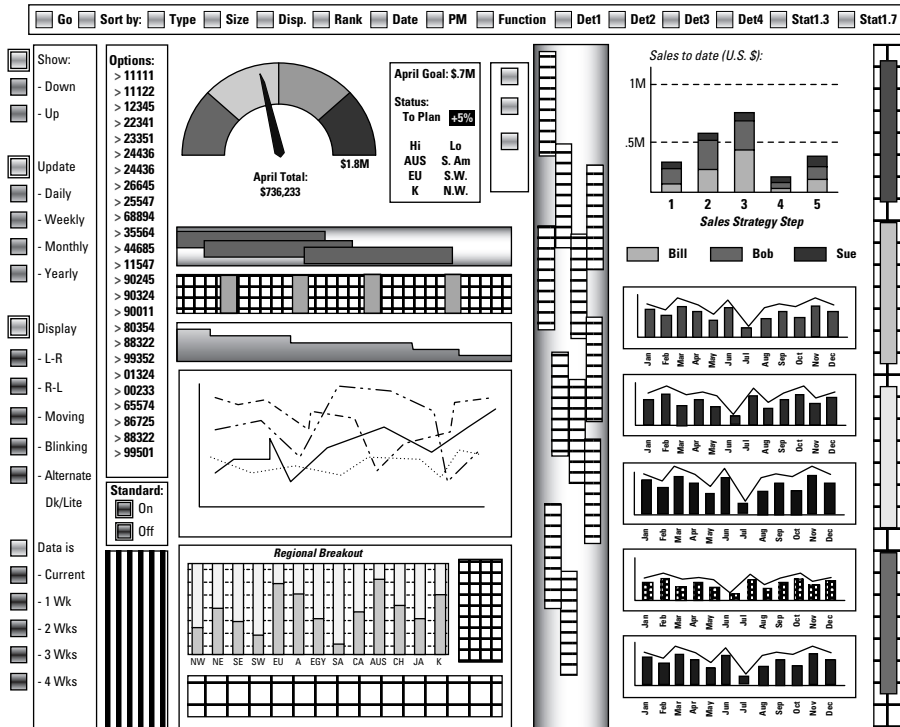 Go Sort by: Type Size Disp. Rank Date PM Function Det1 Det2 Det3 Det4 Stat1.3 Stat1.7
Show:
- Down
- Up
Update
- Daily
- Weekly
- Monthly
- Yearly
Display
- L-R
- R-L
- Moving
- Blinking
- Alternate
Dk/Lite
Data is
- Current
- 1 Wk
- 2 Wks
- 3 Wks
- 4 Wks
Options:
> 11111
> 11122
> 12345
> 22341
> 23351
> 24436
> 24436
> 26645
> 25547
> 68894
> 35564
> 44685
> 11547
> 90245
> 90324
> 90011
> 80354
> 88322
> 99352
> 01324
> 00233
> 65574
> 86725
> 88322
> 99501
Standard:
On
Off
$1.8M
April Total:
$736,233
April Goal: $.7M
Status:
To Plan +5%
Hi Lo
AUS S. Am
EU S.W.
K N.W.
Regional Breakout
NW NE SE SW EU A EGY SA CA AUS CH JA K
Sales to date (U.S. $):
1M
.5M
1 2 3 4 5
Sales Strategy Step
Bill Bob Sue
Jan Feb Mar Apr May Jun Jul Aug Sep Oct Nov Dec
Jan Feb Mar Apr May Jun Jul Aug Sep Oct Nov Dec
Jan Feb Mar Apr May Jun Jul Aug Sep Oct Nov Dec
Jan Feb Mar Apr May Jun Jul Aug Sep Oct Nov Dec
Jan Feb Mar Apr May Jun Jul Aug Sep Oct Nov Dec